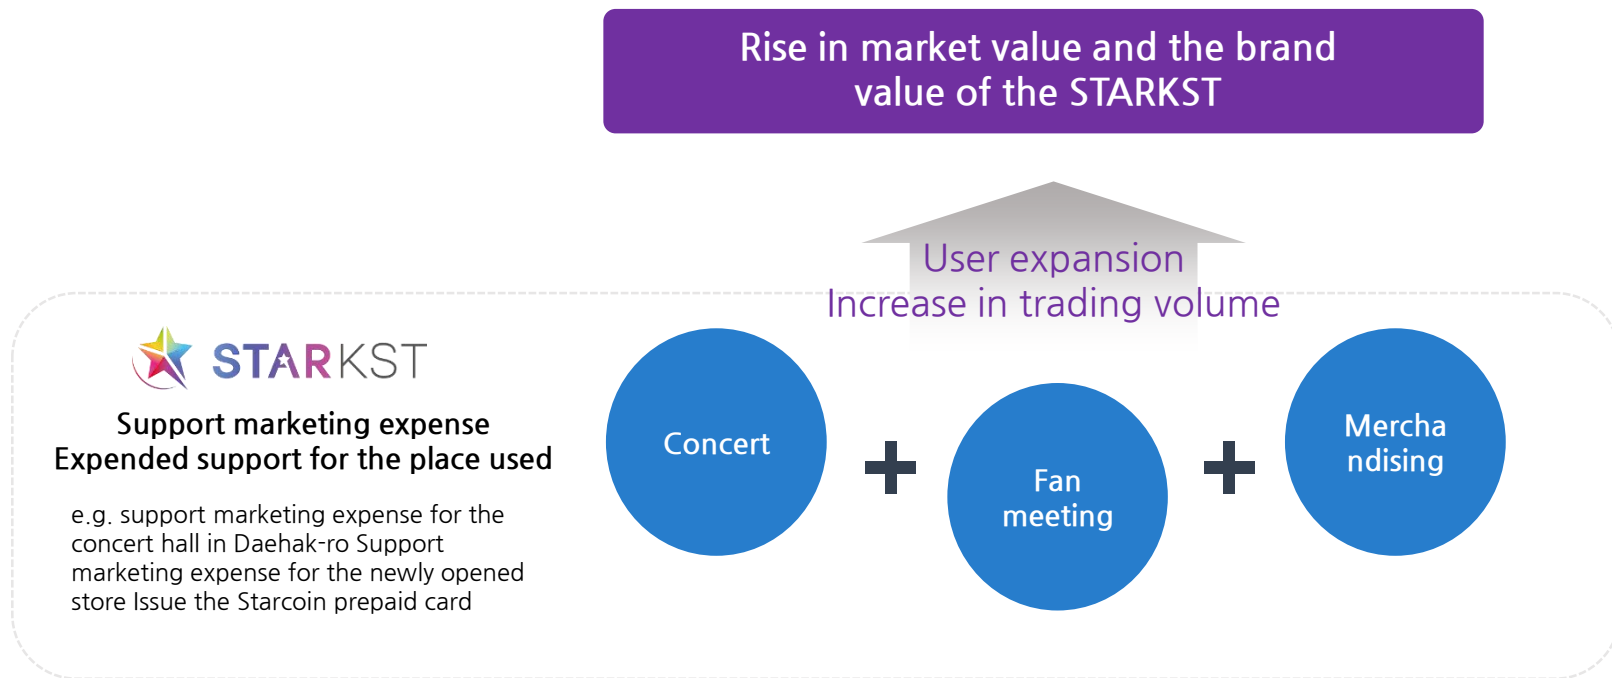 Rise in market value and the brand
value of the STARKST
User expansion
Increase in trading volume
STARKST
Support marketing expense
Expended support for the place used
e.g. support marketing expense for the
concert hall in Daehak-ro Support
marketing expense for the newly opened
store Issue the Starcoin prepaid card
Concert
Fan
meeting
Mercha
ndising